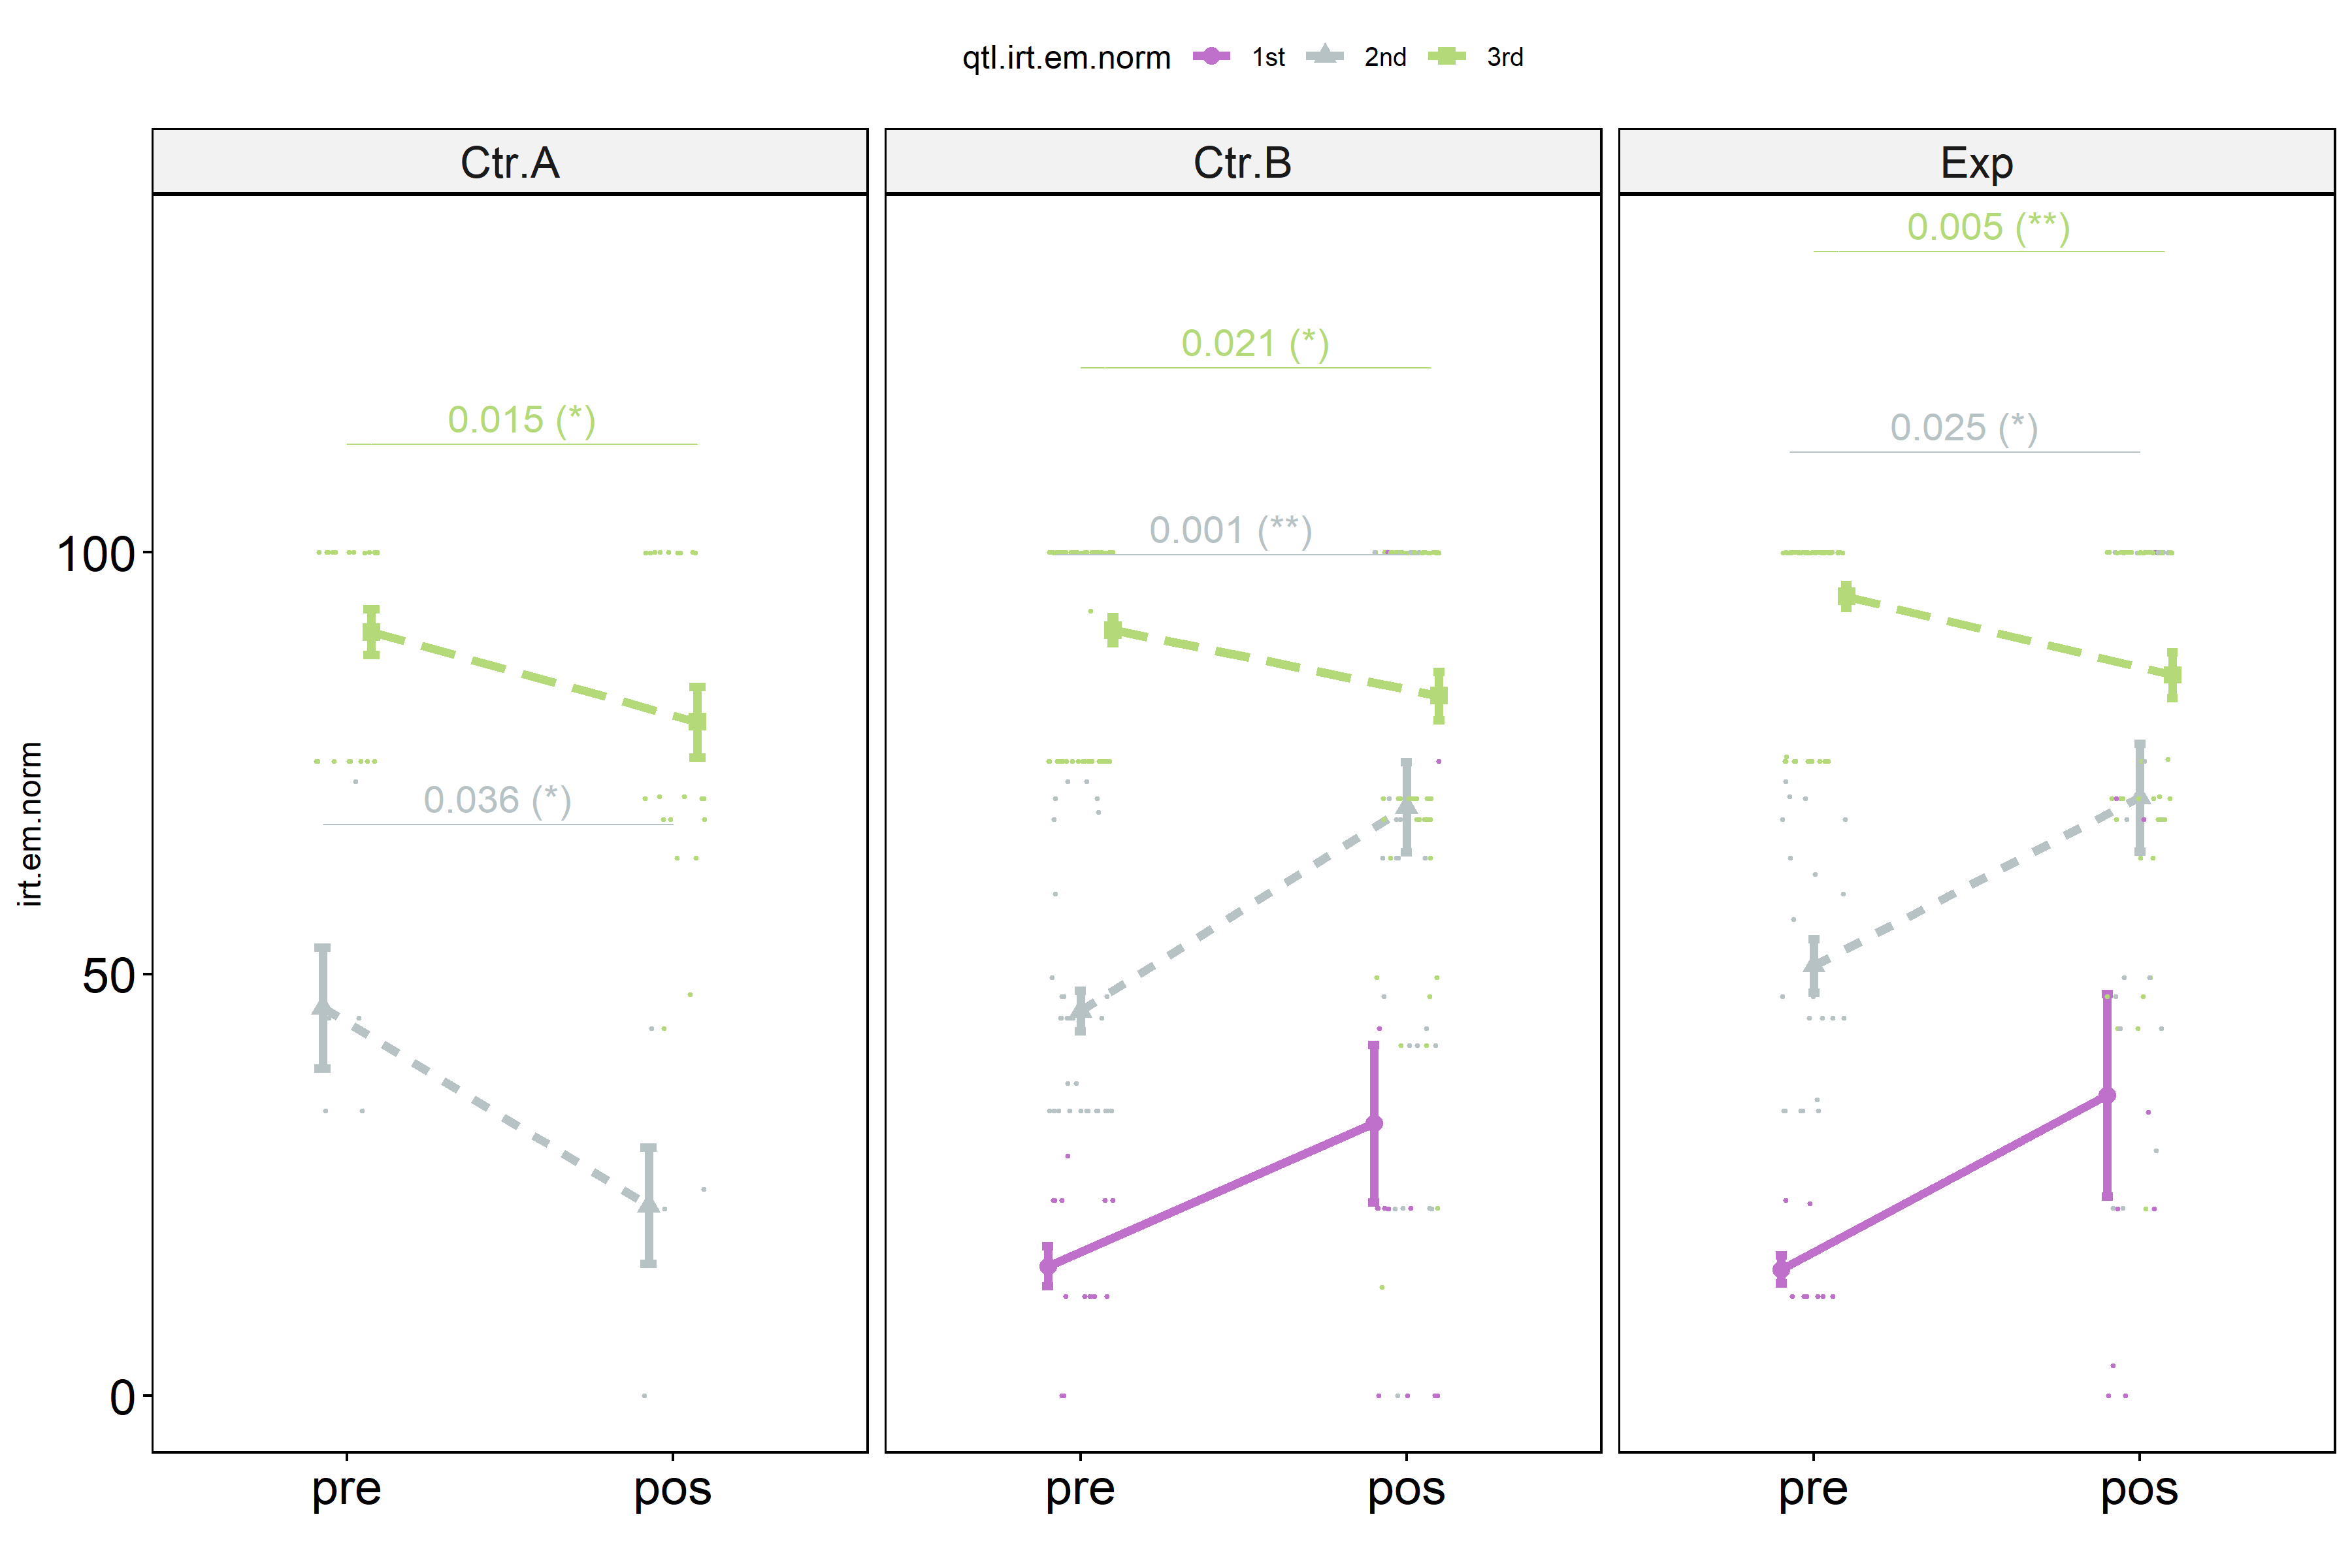 qtl.irt.em.norm 1st 2nd 3rd
Ctr.A Ctr.B Exp
0.005 (**)
0.021 (*)
0.015 (*)
0.025 (*)
0.001 (**)
100
0.036 (*)
irt.em.norm
50
0
pre pos pre pos pre pos